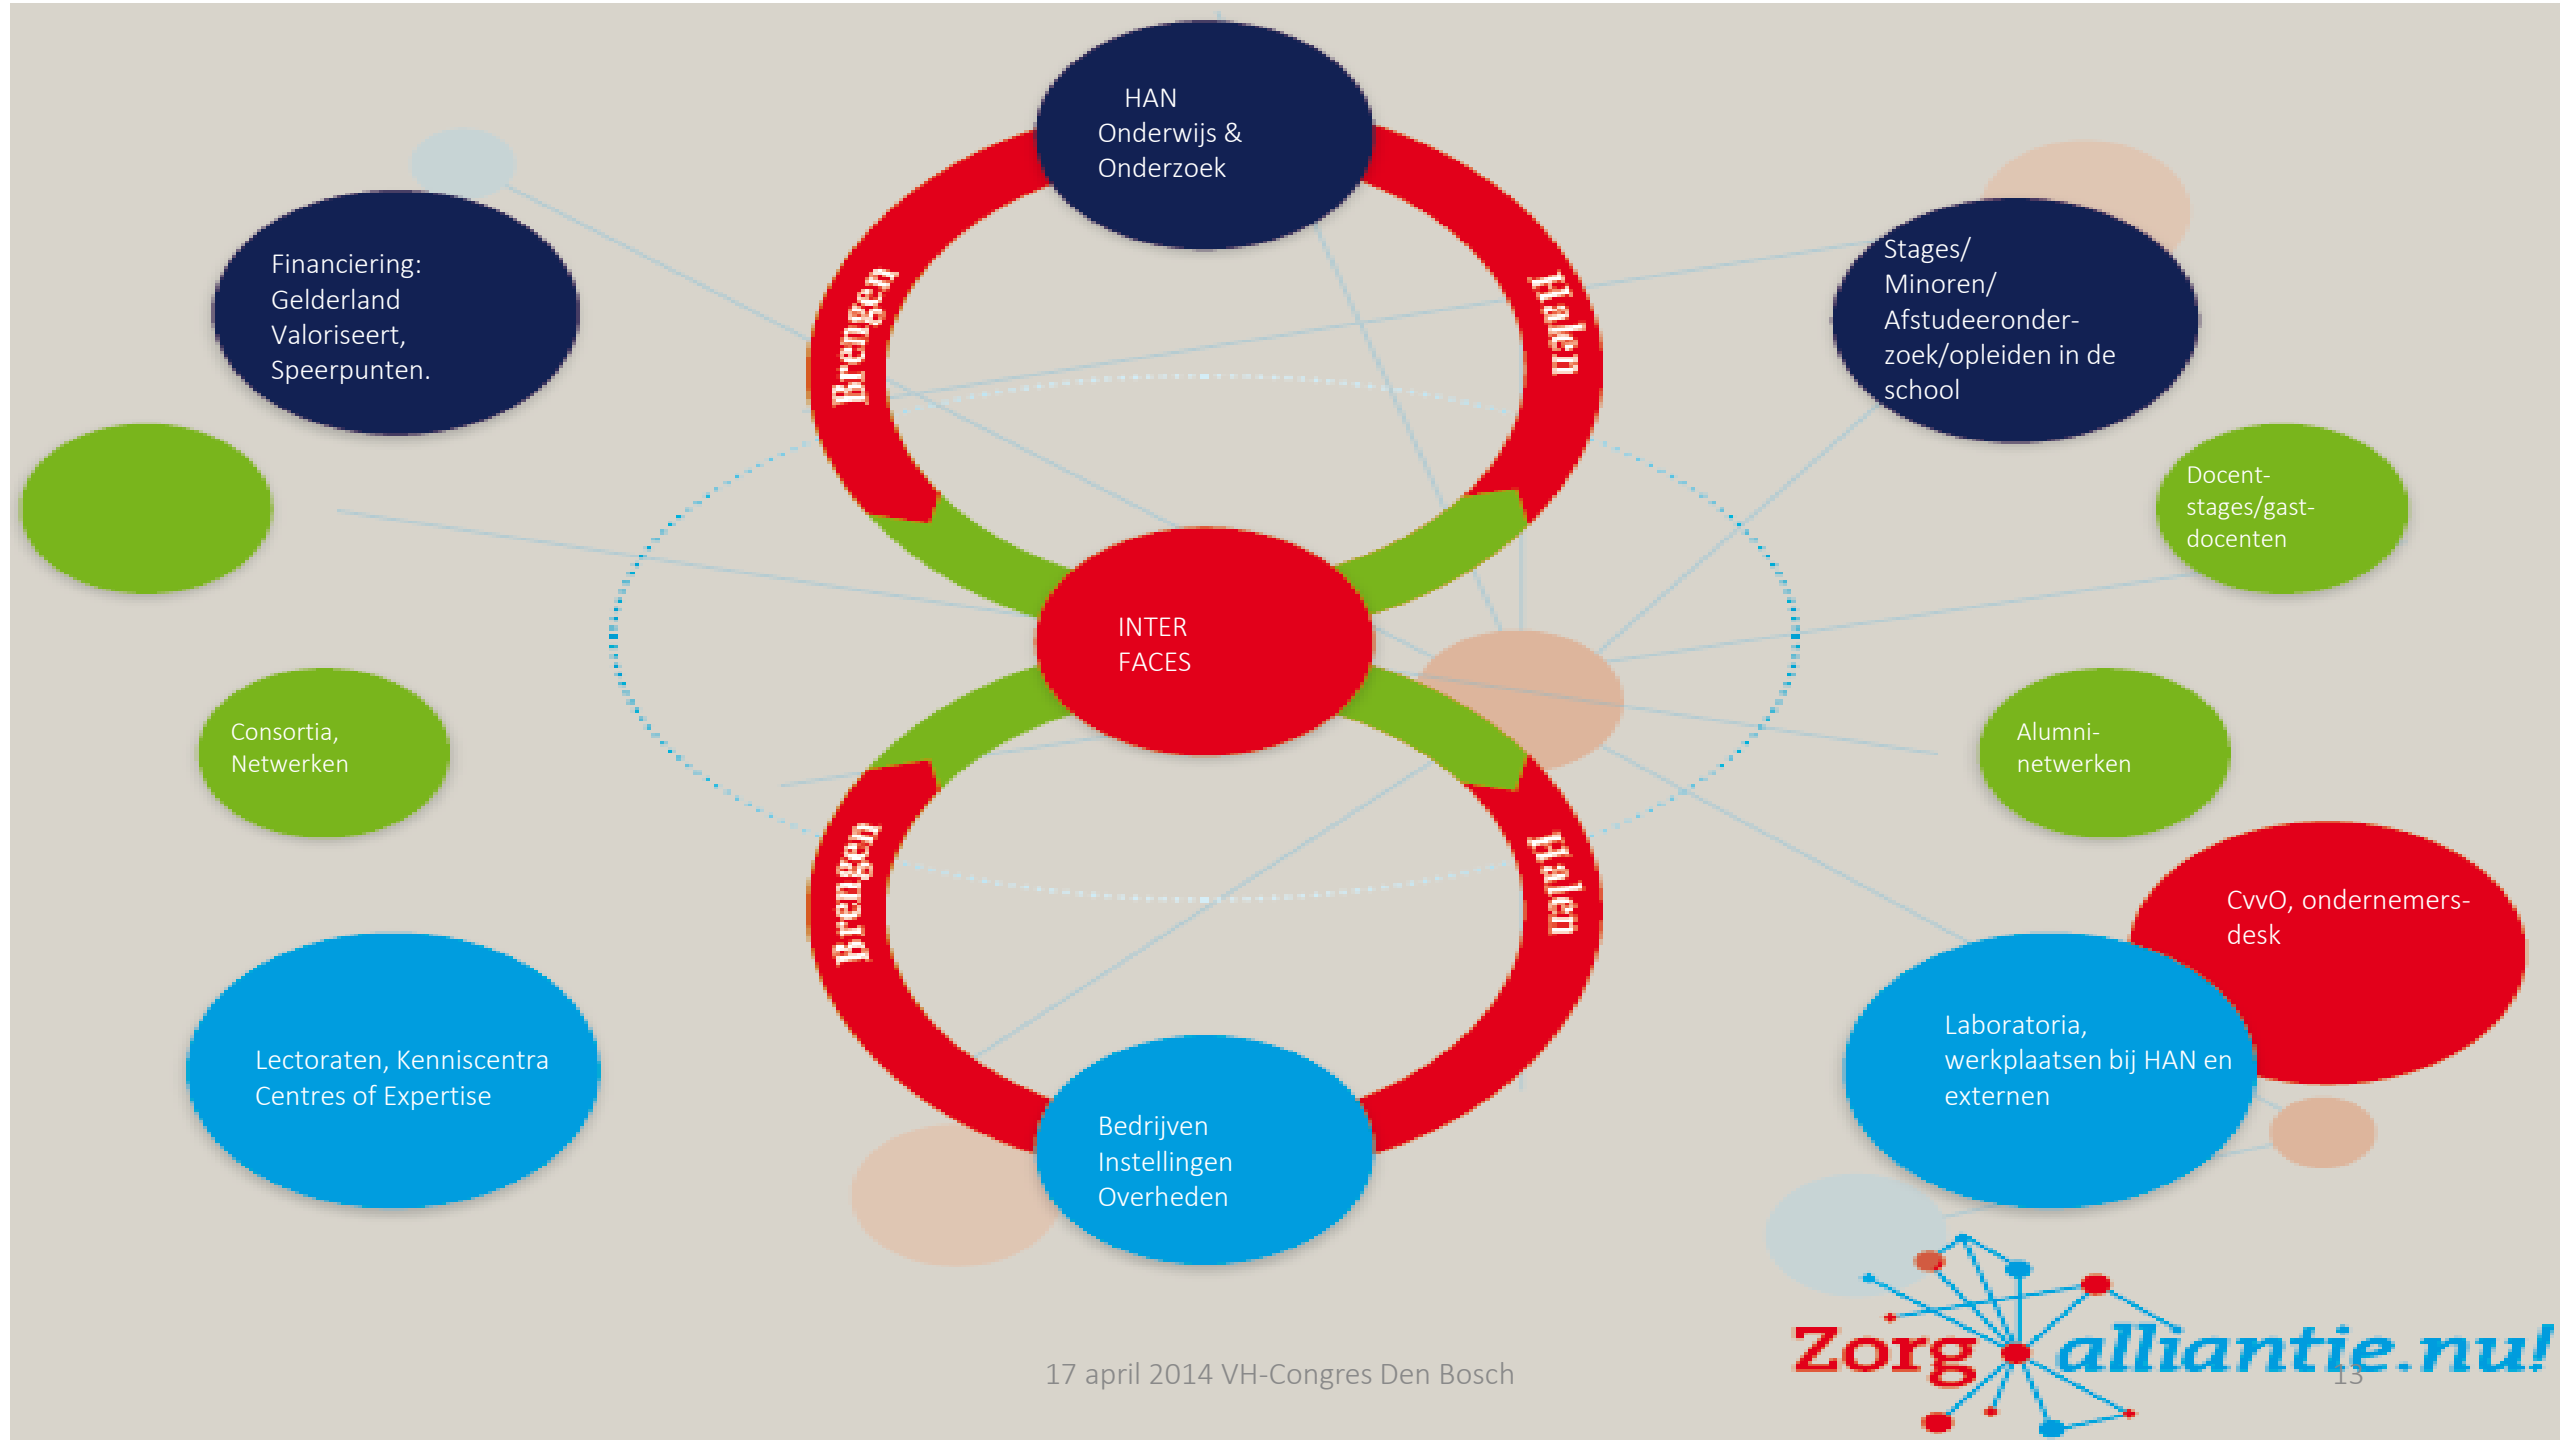 HAN
Onderwijs &
Onderzoek
Financiering:
Gelderland
Valoriseert,
Speerpunten.
Brengen
Halen
Stages/
Minoren/
Afstudeeronder-
zoek/opleiden in de
school
Docent-
stages/gast-
docenten
INTER
FACES
Consortia,
Netwerken
Alumni-
netwerken
Brengen
Halen
CvvO, ondernemers-
desk
Lectoraten, Kenniscentra
Centres of Expertise
Laboratoria,
werkplaatsen bij HAN en
externen
Bedrijven
Instellingen
Overheden
17 april 2014 VH-Congres Den Bosch
Zorg alliantie.nu!
13